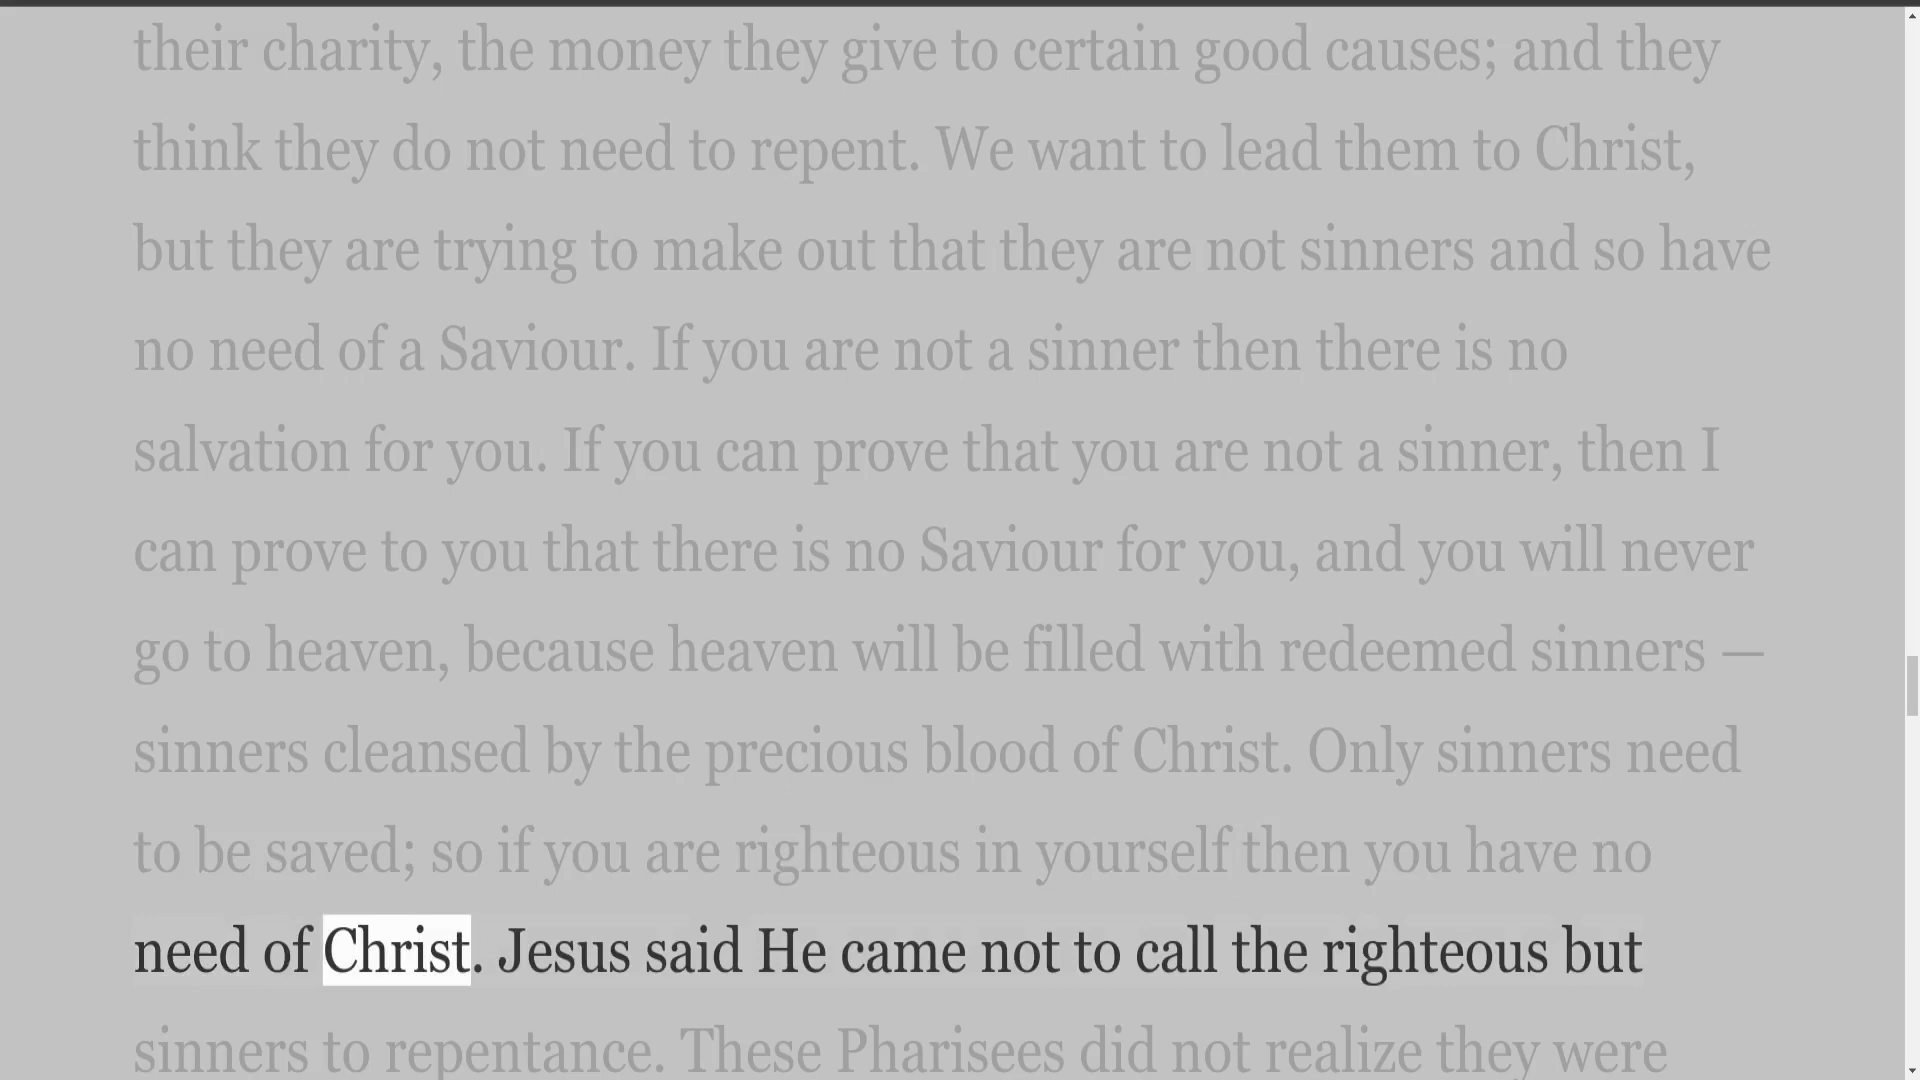 their charity, the money they give to certain good causes; and they
think they do not need to repent. We want to lead them to Christ,
but they are trying to make out that they are not sinners and so have
no need of a Saviour. If you are not a sinner then there is no
salvation for you. If you can prove that you are not a sinner, then I
can prove to you that there is no Saviour for you, and you will never
go to heaven, because heaven will be filled with redeemed sinners —
sinners cleansed by the precious blood of Christ. Only sinners need
to be saved; so if you are righteous in yourself then you have no
need of Christ. Jesus said He came not to call the righteous but
sinners to repentance. These Pharisees did not realize they were